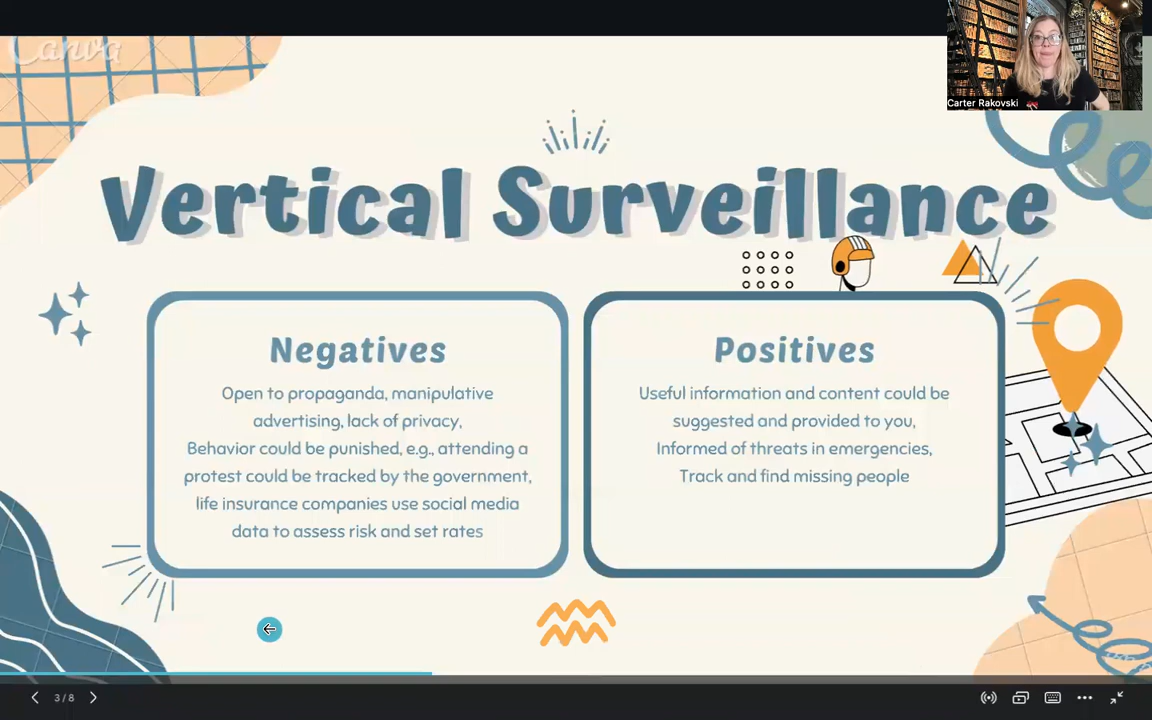 Canva
Carter Rakovski
Vertical Surveillance
Negatives
Open to propaganda, manipulative
advertising, lack of privacy,
Behavior could be punished, e.g., attending a
protest could be tracked by the government,
life insurance companies use social media
data to assess risk and set rates
Positives
Useful information and content could be
suggested and provided to you,
Informed of threats in emergencies,
Track and find missing people
3/8